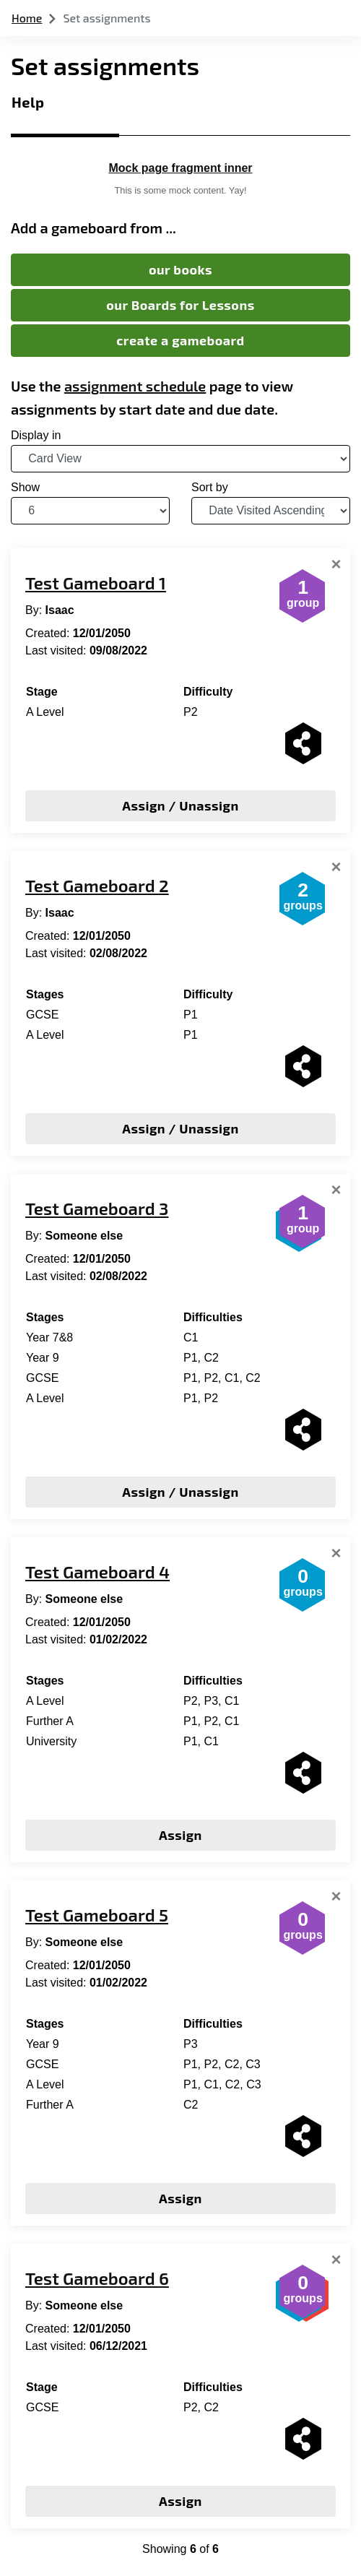 Home > Set assignments
Set assignments
Help
Mock page fragment inner
This is some mock content. Yay!
Add a gameboard from ...
our books
our Boards for Lessons
create a gameboard
Use the assignment schedule page to view
assignments by start date and due date.
Display in
Card View
Show
Sort by
6
Date Visited Ascending
×
Test Gameboard 1
1
group
By: Isaac
Created: 12/01/2050
Last visited: 09/08/2022
Stage Difficulty
A Level P2
Assign / Unassign
×
Test Gameboard 2
2
groups
By: Isaac
Created: 12/01/2050
Last visited: 02/08/2022
Stages Difficulty
GCSE P1
A Level P1
Assign / Unassign
×
Test Gameboard 3
1
group
By: Someone else
Created: 12/01/2050
Last visited: 02/08/2022
Stages Difficulties
Year 7&8 C1
Year 9 P1, C2
GCSE P1, P2, C1, C2
A Level P1, P2
Assign / Unassign
×
Test Gameboard 4
0
groups
By: Someone else
Created: 12/01/2050
Last visited: 01/02/2022
Stages Difficulties
A Level P2, P3, C1
Further A P1, P2, C1
University P1, C1
Assign
×
Test Gameboard 5
0
groups
By: Someone else
Created: 12/01/2050
Last visited: 01/02/2022
Stages Difficulties
Year 9 P3
GCSE P1, P2, C2, C3
A Level P1, C1, C2, C3
Further A C2
Assign
×
Test Gameboard 6
0
groups
By: Someone else
Created: 12/01/2050
Last visited: 06/12/2021
Stage Difficulties
GCSE P2, C2
Assign
Showing 6 of 6